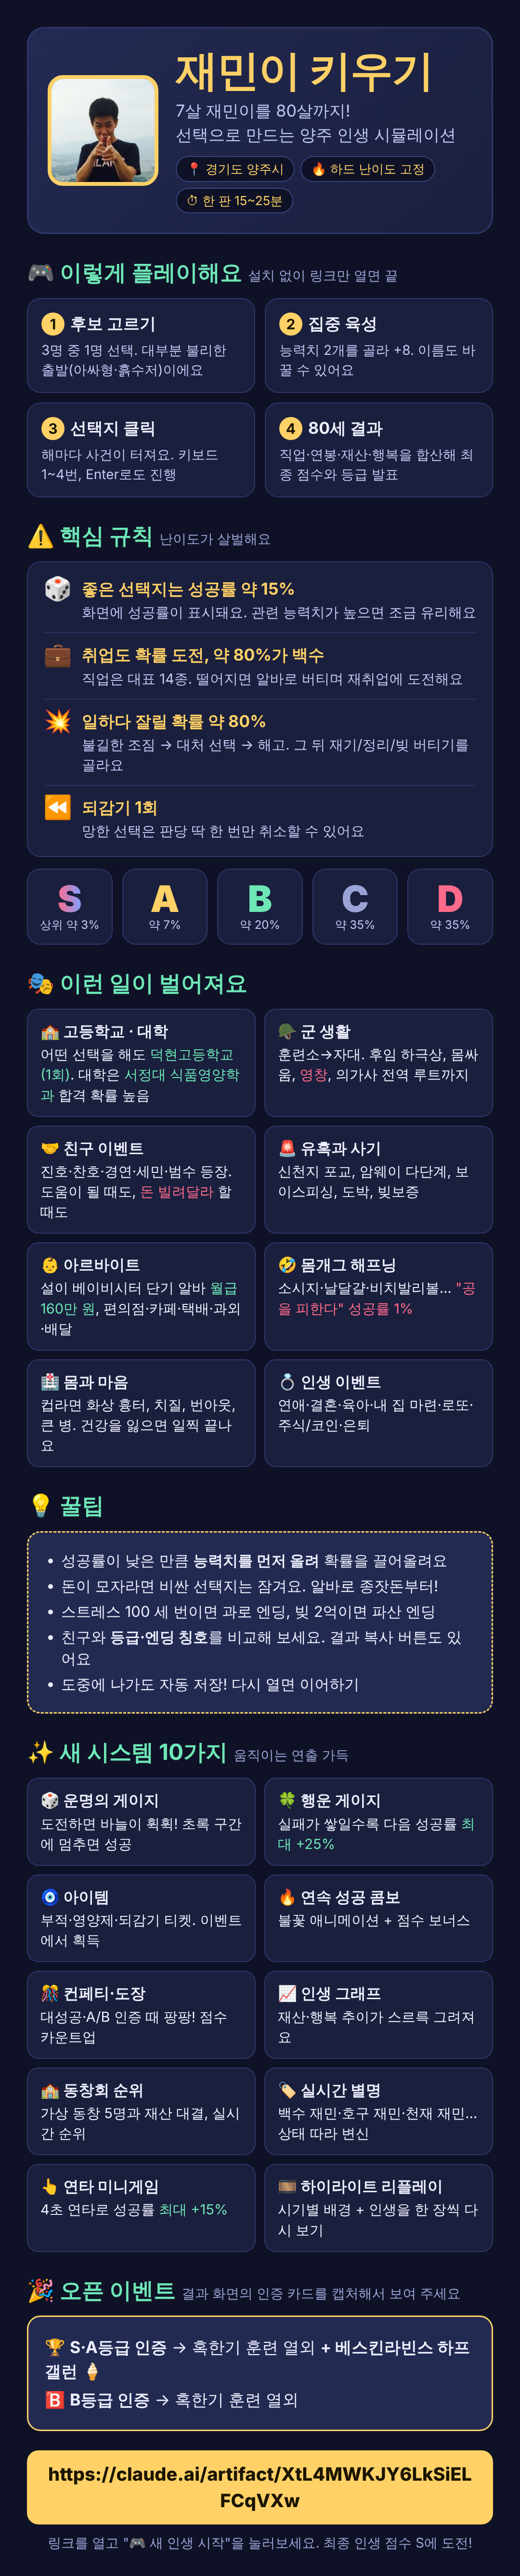 재민이 키우기
7살 재민이를 80살까지!
선택으로 만드는 양주 인생 시뮬레이션
📍 경기도 양주시
🔥 하드 난이도 고정
⏱ 한 판 15~25분
🎮 이렇게 플레이해요 설치 없이 링크만 열면 끝
1 후보 고르기
3명 중 1명 선택. 대부분 불리한
출발(아싸형·흙수저)이에요
2 집중 육성
능력치 2개를 골라 +8. 이름도 바
꿀 수 있어요
3 선택지 클릭
해마다 사건이 터져요. 키보드
1~4번, Enter로도 진행
4 80세 결과
직업·연봉·재산·행복을 합산해 최
종 점수와 등급 발표
⚠️ 핵심 규칙 난이도가 살벌해요
🎲 좋은 선택지는 성공률 약 15%
화면에 성공률이 표시돼요. 관련 능력치가 높으면 조금 유리해요
💼 취업도 확률 도전, 약 80%가 백수
직업은 대표 14종. 떨어지면 알바로 버티며 재취업에 도전해요
💥 일하다 잘릴 확률 약 80%
불길한 조짐 → 대처 선택 → 해고. 그 뒤 재기/정리/빚 버티기를
골라요
⏪ 되감기 1회
망한 선택은 판당 딱 한 번만 취소할 수 있어요
S
상위 약 3%
A
약 7%
B
약 20%
C
약 35%
D
약 35%
🎭 이런 일이 벌어져요
🏫 고등학교 · 대학
어떤 선택을 해도 덕현고등학교
(1회). 대학은 서정대 식품영양학
과 합격 확률 높음
🪖 군 생활
훈련소→자대. 후임 하극상, 몸싸
움, 영창, 의가사 전역 루트까지
🤝 친구 이벤트
진호·찬호·경연·세민·범수 등장.
도움이 될 때도, 돈 빌려달라 할
때도
🚨 유혹과 사기
신천지 포교, 암웨이 다단계, 보
이스피싱, 도박, 빚보증
👶 아르바이트
설이 베이비시터 단기 알바 월급
160만 원, 편의점·카페·택배·과외
·배달
🤣 몸개그 해프닝
소시지·날달걀·비치발리볼… "공
을 피한다" 성공률 1%
🏥 몸과 마음
컵라면 화상 흉터, 치질, 번아웃,
큰 병. 건강을 잃으면 일찍 끝나
요
💍 인생 이벤트
연애·결혼·육아·내 집 마련·로또·
주식/코인·은퇴
💡 꿀팁
• 성공률이 낮은 만큼 능력치를 먼저 올려 확률을 끌어올려요
• 돈이 모자라면 비싼 선택지는 잠겨요. 알바로 종잣돈부터!
• 스트레스 100 세 번이면 과로 엔딩, 빚 2억이면 파산 엔딩
• 친구와 등급·엔딩 칭호를 비교해 보세요. 결과 복사 버튼도 있
어요
• 도중에 나가도 자동 저장! 다시 열면 이어하기
✨ 새 시스템 10가지 움직이는 연출 가득
🎲 운명의 게이지
도전하면 바늘이 휙휙! 초록 구간
에 멈추면 성공
🍀 행운 게이지
실패가 쌓일수록 다음 성공률 최
대 +25%
🧿 아이템
부적·영양제·되감기 티켓. 이벤트
에서 획득
🔥 연속 성공 콤보
불꽃 애니메이션 + 점수 보너스
🎊 컨페티·도장
대성공·A/B 인증 때 팡팡! 점수
카운트업
📈 인생 그래프
재산·행복 추이가 스르륵 그려져
요
🏫 동창회 순위
가상 동창 5명과 재산 대결, 실시
간 순위
🏷️ 실시간 별명
백수 재민·호구 재민·천재 재민…
상태 따라 변신
👆 연타 미니게임
4초 연타로 성공률 최대 +15%
🎞️ 하이라이트 리플레이
시기별 배경 + 인생을 한 장씩 다
시 보기
🎉 오픈 이벤트 결과 화면의 인증 카드를 캡처해서 보여 주세요
🏆 S·A등급 인증 → 혹한기 훈련 열외 + 베스킨라빈스 하프
갤런 🍦
🅱️ B등급 인증 → 혹한기 훈련 열외
https://claude.ai/artifact/XtL4MWKJY6LkSiEL
FCqVXw
링크를 열고 "🎮 새 인생 시작"을 눌러보세요. 최종 인생 점수 S에 도전!